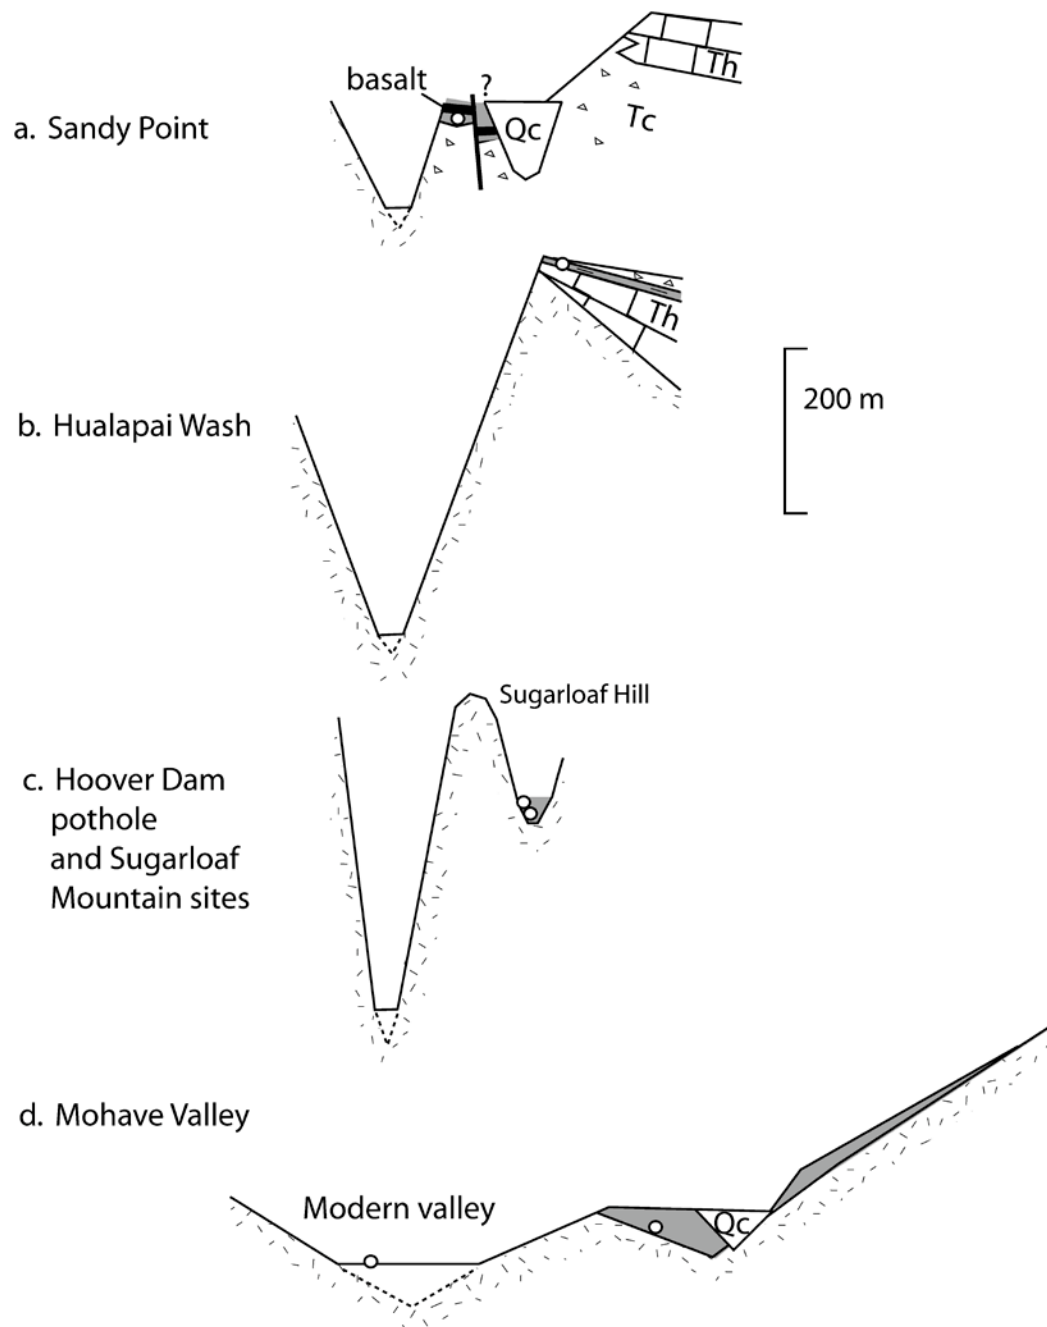 basalt
?
Th
a. Sandy Point
Qc
Tc
Th
b. Hualapai Wash
200 m
Sugarloaf Hill
c. Hoover Dam
pothole
and Sugarloaf
Mountain sites
d. Mohave Valley
Modern valley
Qc